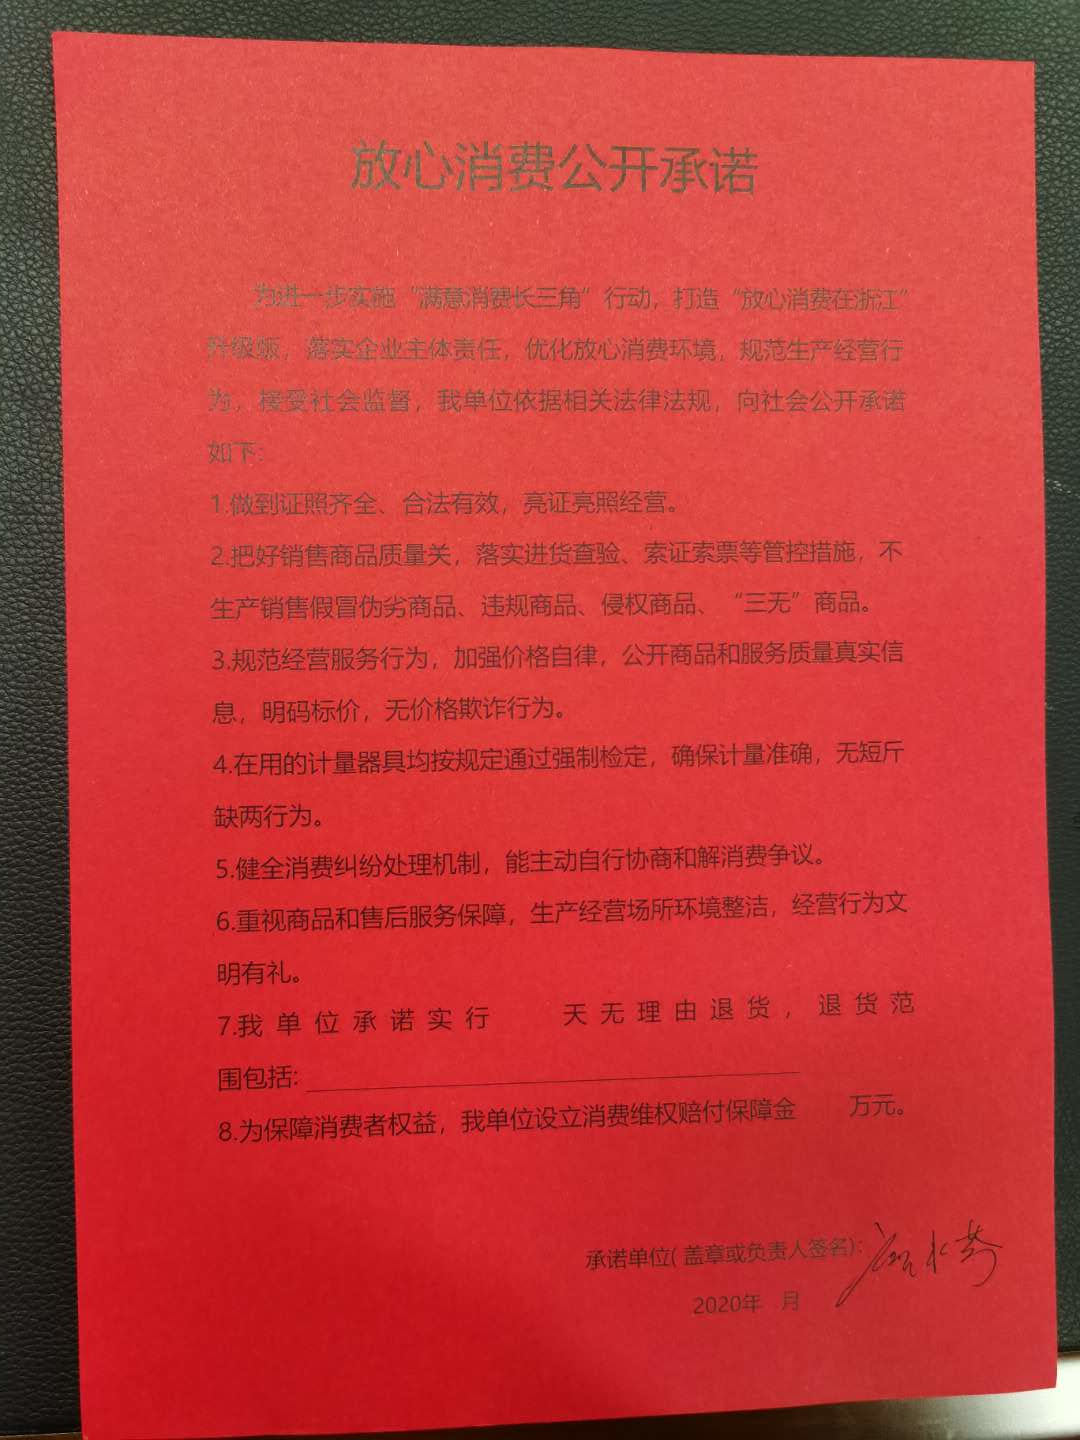 放心消费公开承诺
为进一步实施“满意消费长三角”行动，打造“放心消费在浙江”
升级版，落实企业主体责任，优化放心消费环境，规范生产经营行
为，接受社会监督，我单位依据相关法律法规，向社会公开承诺
如下：
1.做到证照齐全、合法有效，亮证亮照经营。
2.把好销售商品质量关，落实进货查验、索证索票等管控措施，不
生产销售假冒伪劣商品、违规商品、侵权商品、“三无”商品。
3.规范经营服务行为，加强价格自律，公开商品和服务质量真实信
息，明码标价，无价格欺诈行为。
4.在用的计量器具均按规定通过强制检定，确保计量准确，无短斤
缺两行为。
5.健全消费纠纷处理机制，能主动自行协商和解消费争议。
6.重视商品和售后服务保障，生产经营场所环境整洁，经营行为文
明有礼。
7.我单位承诺实行 天无理由退货，退货范
围包括:
8.为保障消费者权益，我单位设立消费维权赔付保障金 万元。
承诺单位(盖章或负责人签名):
2020年 月